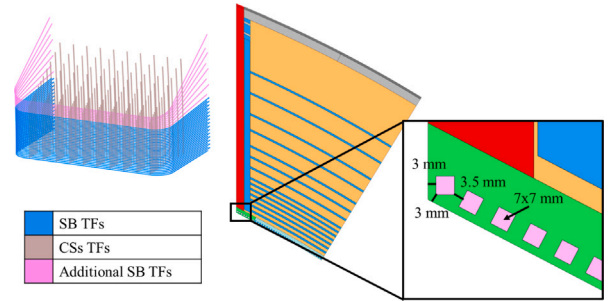 3 mm
3.5 mm
7x7 mm
3 mm
SB TFs
CSs TFs
Additional SB TFs